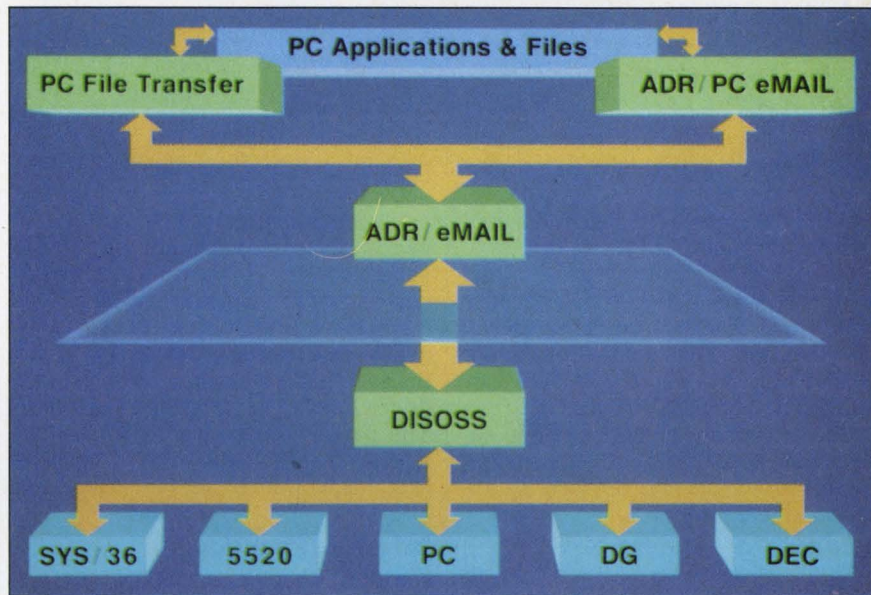 PC Applications & Files
PC File Transfer
ADR/PC eMAIL
ADR/eMAIL
DISOSS
SYS/36
5520
PC
DG
DEC